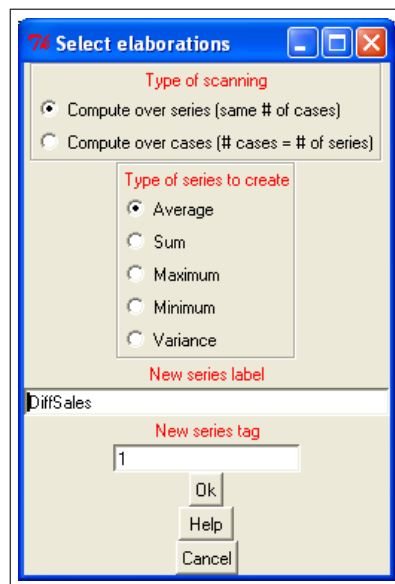 Select elaborations
Type of scanning
Compute over series (same # of cases)
Compute over cases (# cases = # of series)
Type of series to create
Average
Sum
Maximum
Minimum
Variance
New series label
DiffSales
New series tag
1
Ok
Help
Cancel